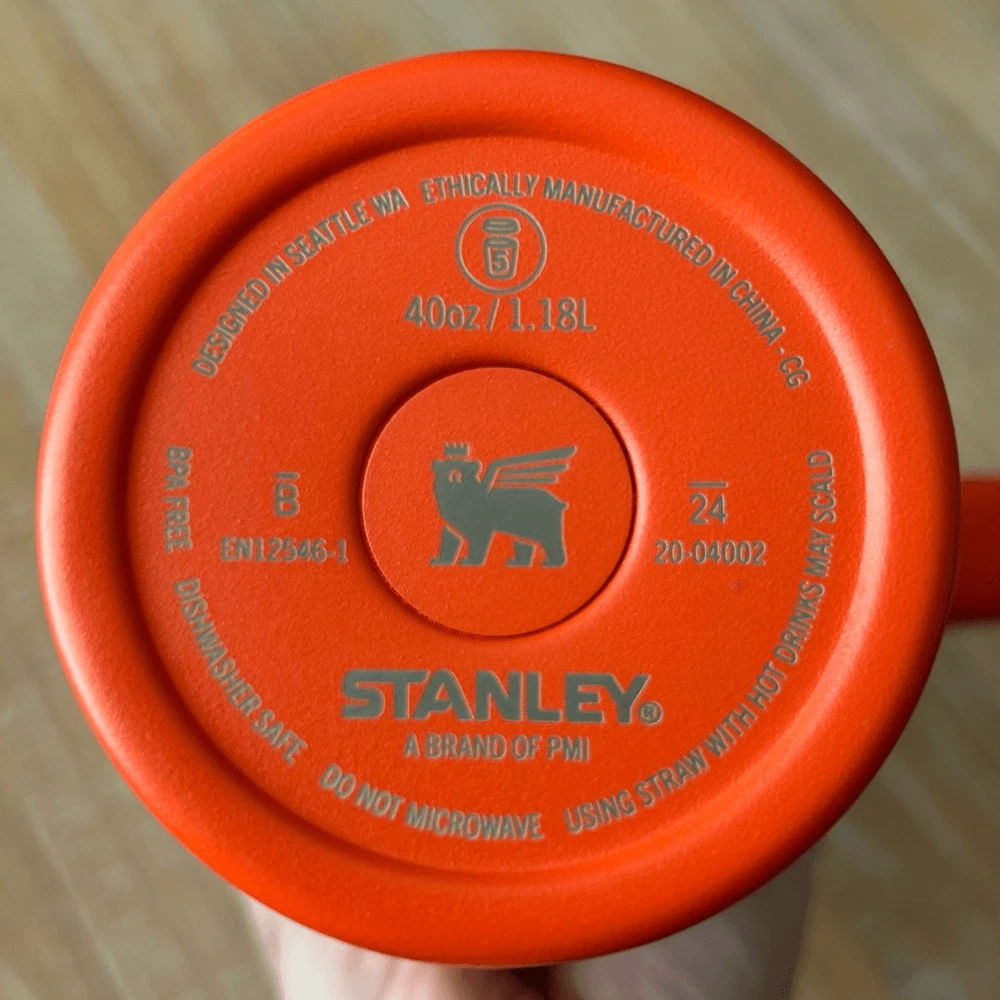 DESIGNED IN SEATTLE WA ETHICALLY MANUFACTURED IN CHINA - CG
5
40oz / 1.18L
B
EN12546-1
24
20-04002
STANLEY®
A BRAND OF PMI
BPA FREE DISHWASHER SAFE DO NOT MICROWAVE USING STRAW WITH HOT DRINKS MAY SCALD